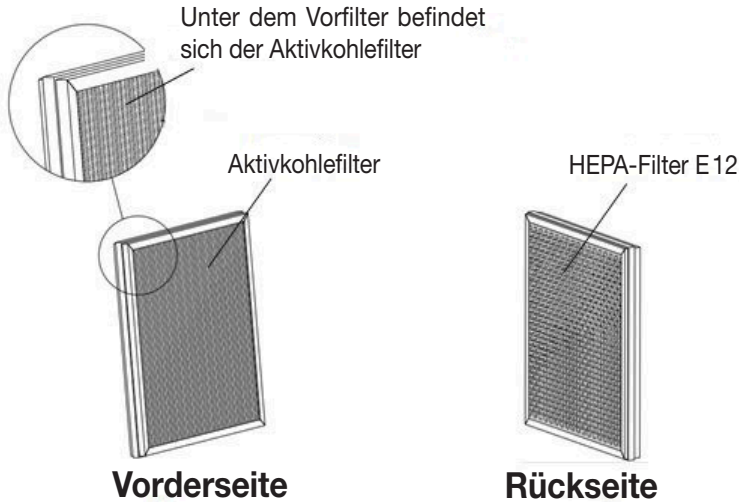 Unter dem Vorfilter befindet
sich der Aktivkohlefilter
Aktivkohlefilter
HEPA-Filter E12
Vorderseite
Rückseite